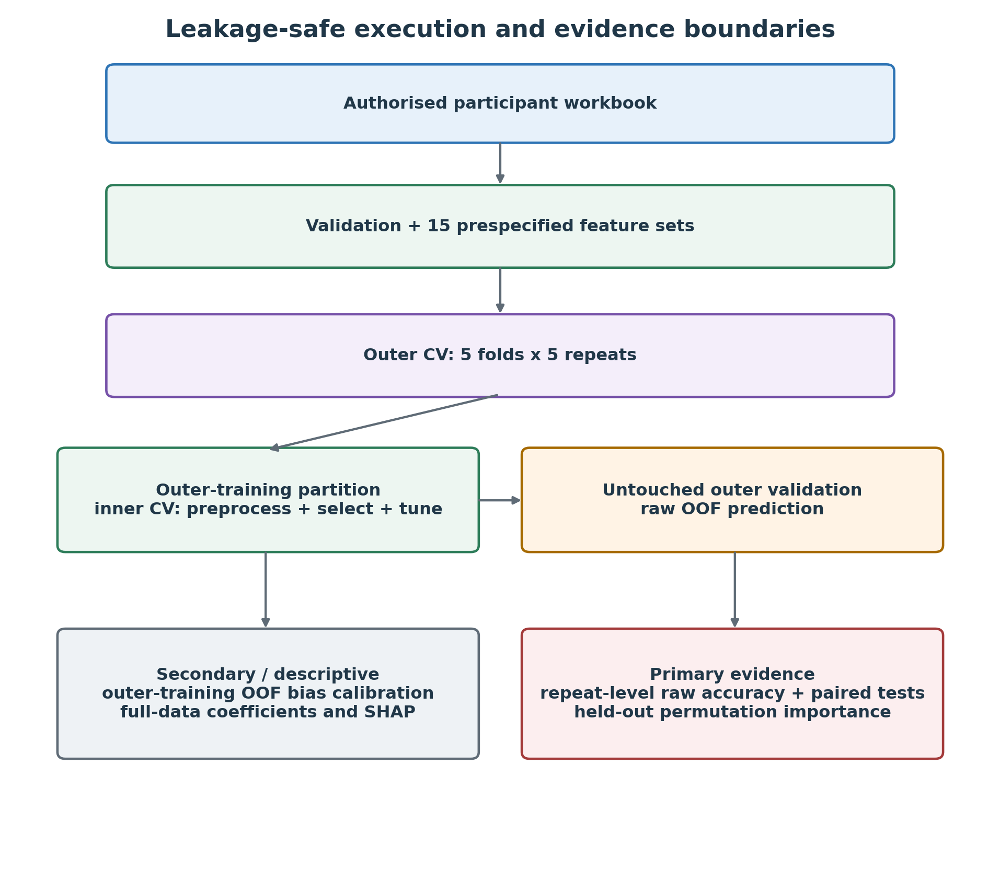 Leakage-safe execution and evidence boundaries
Authorised participant workbook
Validation + 15 prespecified feature sets
Outer CV: 5 folds x 5 repeats
Outer-training partition
inner CV: preprocess + select + tune
Untouched outer validation
raw OOF prediction
Secondary / descriptive
outer-training OOF bias calibration
full-data coefficients and SHAP
Primary evidence
repeat-level raw accuracy + paired tests
held-out permutation importance